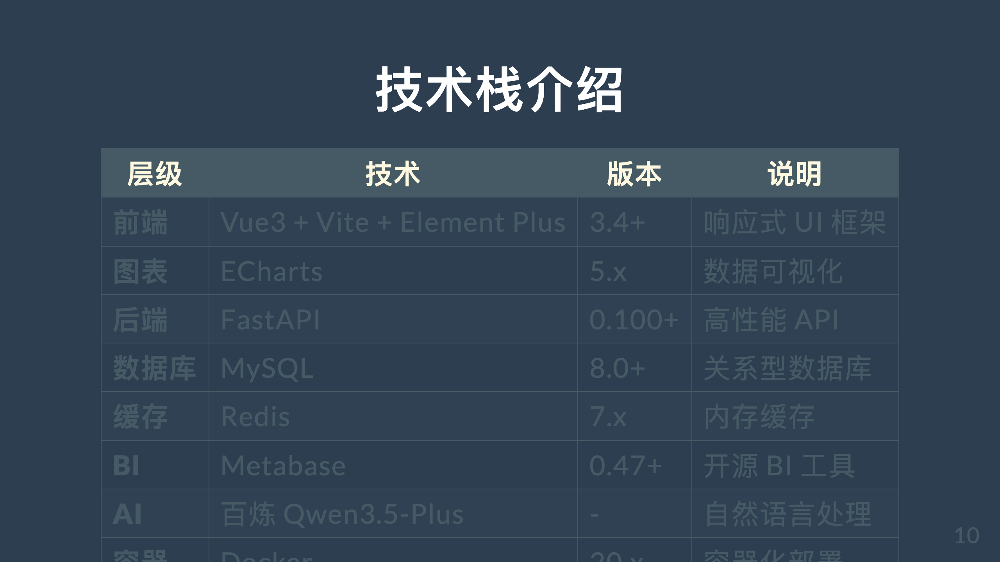 技术栈介绍
层级 技术 版本 说明
前端 Vue3 + Vite + Element Plus 3.4+ 响应式 UI 框架
图表 ECharts 5.x 数据可视化
后端 FastAPI 0.100+ 高性能 API
数据库 MySQL 8.0+ 关系型数据库
缓存 Redis 7.x 内存缓存
BI Metabase 0.47+ 开源 BI 工具
AI 百炼 Qwen3.5-Plus - 自然语言处理
容器 Docker 20.x 容器化部署
10